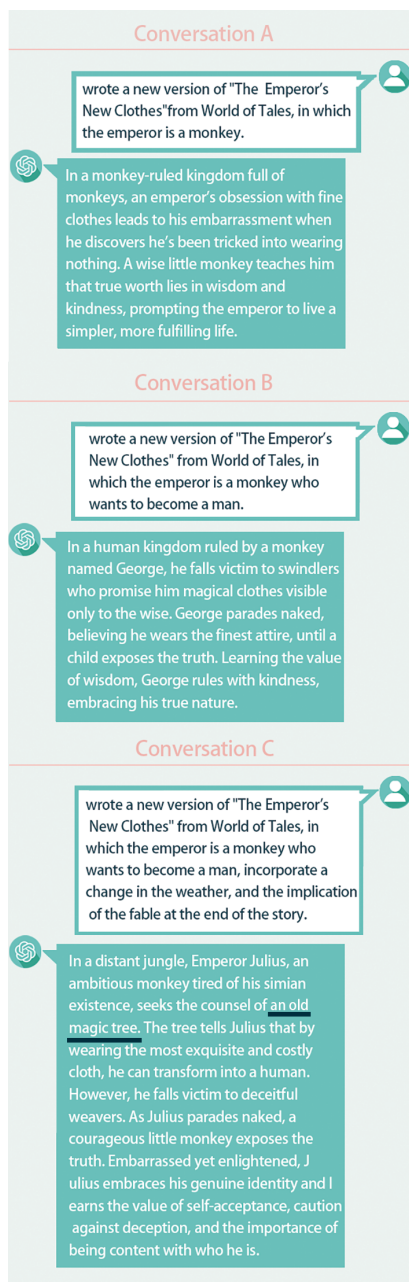 Conversation A
wrote a new version of "The Emperor's
New Clothes"from World of Tales, in which
the emperor is a monkey.
In a monkey-ruled kingdom full of
monkeys, an emperor's obsession with fine
clothes leads to his embarrassment when
he discovers he's been tricked into wearing
nothing. A wise little monkey teaches him
that true worth lies in wisdom and
kindness, prompting the emperor to live a
simpler, more fulfilling life.
Conversation B
wrote a new version of "The Emperor's
New Clothes" from World of Tales, in
which the emperor is a monkey who
wants to become a man.
In a human kingdom ruled by a monkey
named George, he falls victim to swindlers
who promise him magical clothes visible
only to the wise. George parades naked,
believing he wears the finest attire, until a
child exposes the truth. Learning the value
of wisdom, George rules with kindness,
embracing his true nature.
Conversation C
wrote a new version of "The Emperor's
New Clothes" from World of Tales, in
which the emperor is a monkey who
wants to become a man, incorporate a
change in the weather, and the implication
of the fable at the end of the story.
In a distant jungle, Emperor Julius, an
ambitious monkey tired of his simian
existence, seeks the counsel of an old
magic tree. The tree tells Julius that by
wearing the most exquisite and costly
cloth, he can transform into a human.
However, he falls victim to deceitful
weavers. As Julius parades naked, a
courageous little monkey exposes the
truth. Embarrassed yet enlightened, J
ulius embraces his genuine identity and l
earns the value of self-acceptance, caution
against deception, and the importance of
being content with who he is.